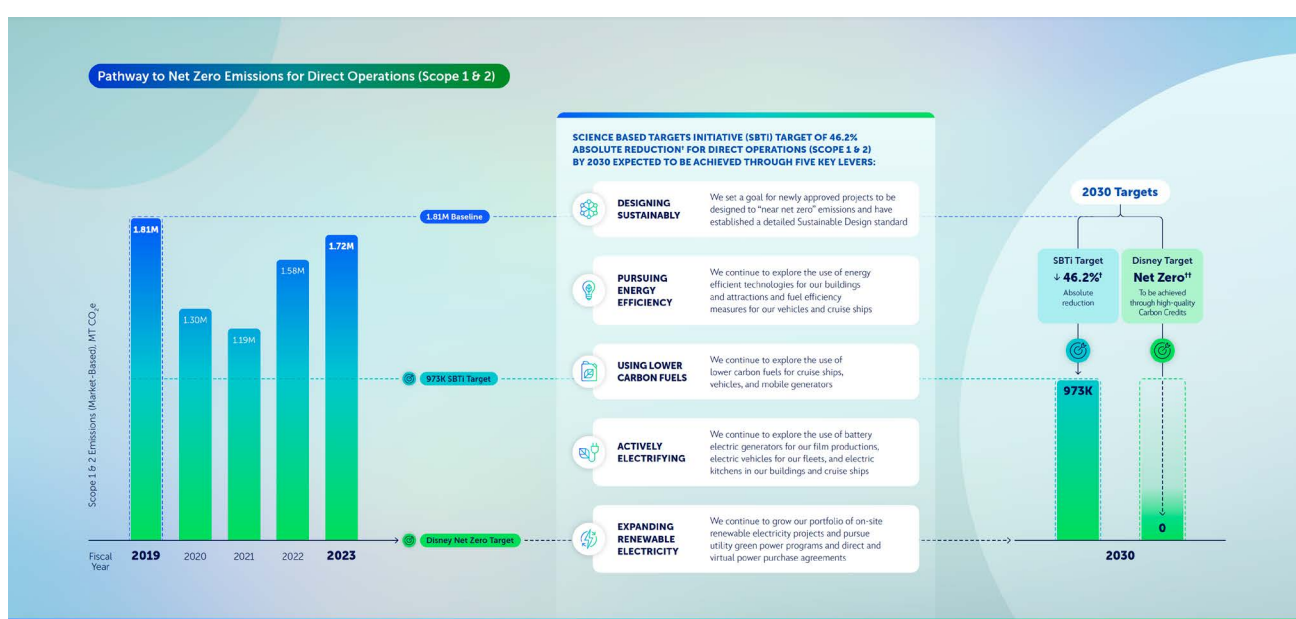 Pathway to Net Zero Emissions for Direct Operations (Scope 1 & 2)
Scope 1 & 2 Emissions (Market-Based), MT CO₂e
1.81M
1.30M
1.19M
1.58M
1.72M
Fiscal
Year
2019
2020
2021
2022
2023
1.81M Baseline
973K SBTi Target
Disney Net Zero Target
SCIENCE BASED TARGETS INITIATIVE (SBTI) TARGET OF 46.2%
ABSOLUTE REDUCTION† FOR DIRECT OPERATIONS (SCOPE 1 & 2)
BY 2030 EXPECTED TO BE ACHIEVED THROUGH FIVE KEY LEVERS:
DESIGNING
SUSTAINABLY
We set a goal for newly approved projects to be
designed to “near net zero” emissions and have
established a detailed Sustainable Design standard
PURSUING
ENERGY
EFFICIENCY
We continue to explore the use of energy
efficient technologies for our buildings
and attractions and fuel efficiency
measures for our vehicles and cruise ships
USING LOWER
CARBON FUELS
We continue to explore the use of
lower carbon fuels for cruise ships,
vehicles, and mobile generators
ACTIVELY
ELECTRIFYING
We continue to explore the use of battery
electric generators for our film productions,
electric vehicles for our fleets, and electric
kitchens in our buildings and cruise ships
EXPANDING
RENEWABLE
ELECTRICITY
We continue to grow our portfolio of on-site
renewable electricity projects and pursue
utility green power programs and direct and
virtual power purchase agreements
2030 Targets
SBTi Target
↓ 46.2%†
Absolute
reduction
Disney Target
Net Zero††
To be achieved
through high-quality
Carbon Credits
973K
0
2030